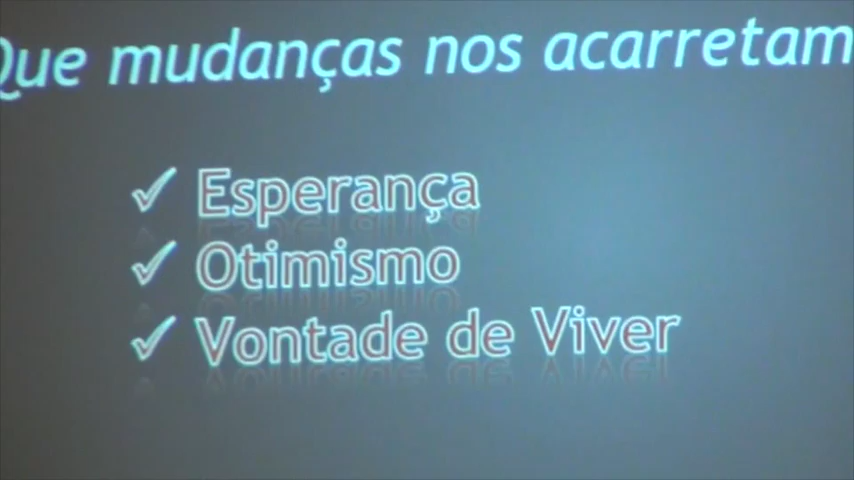 Que mudanças nos acarretam
✓ Esperança
✓ Otimismo
✓ Vontade de Viver